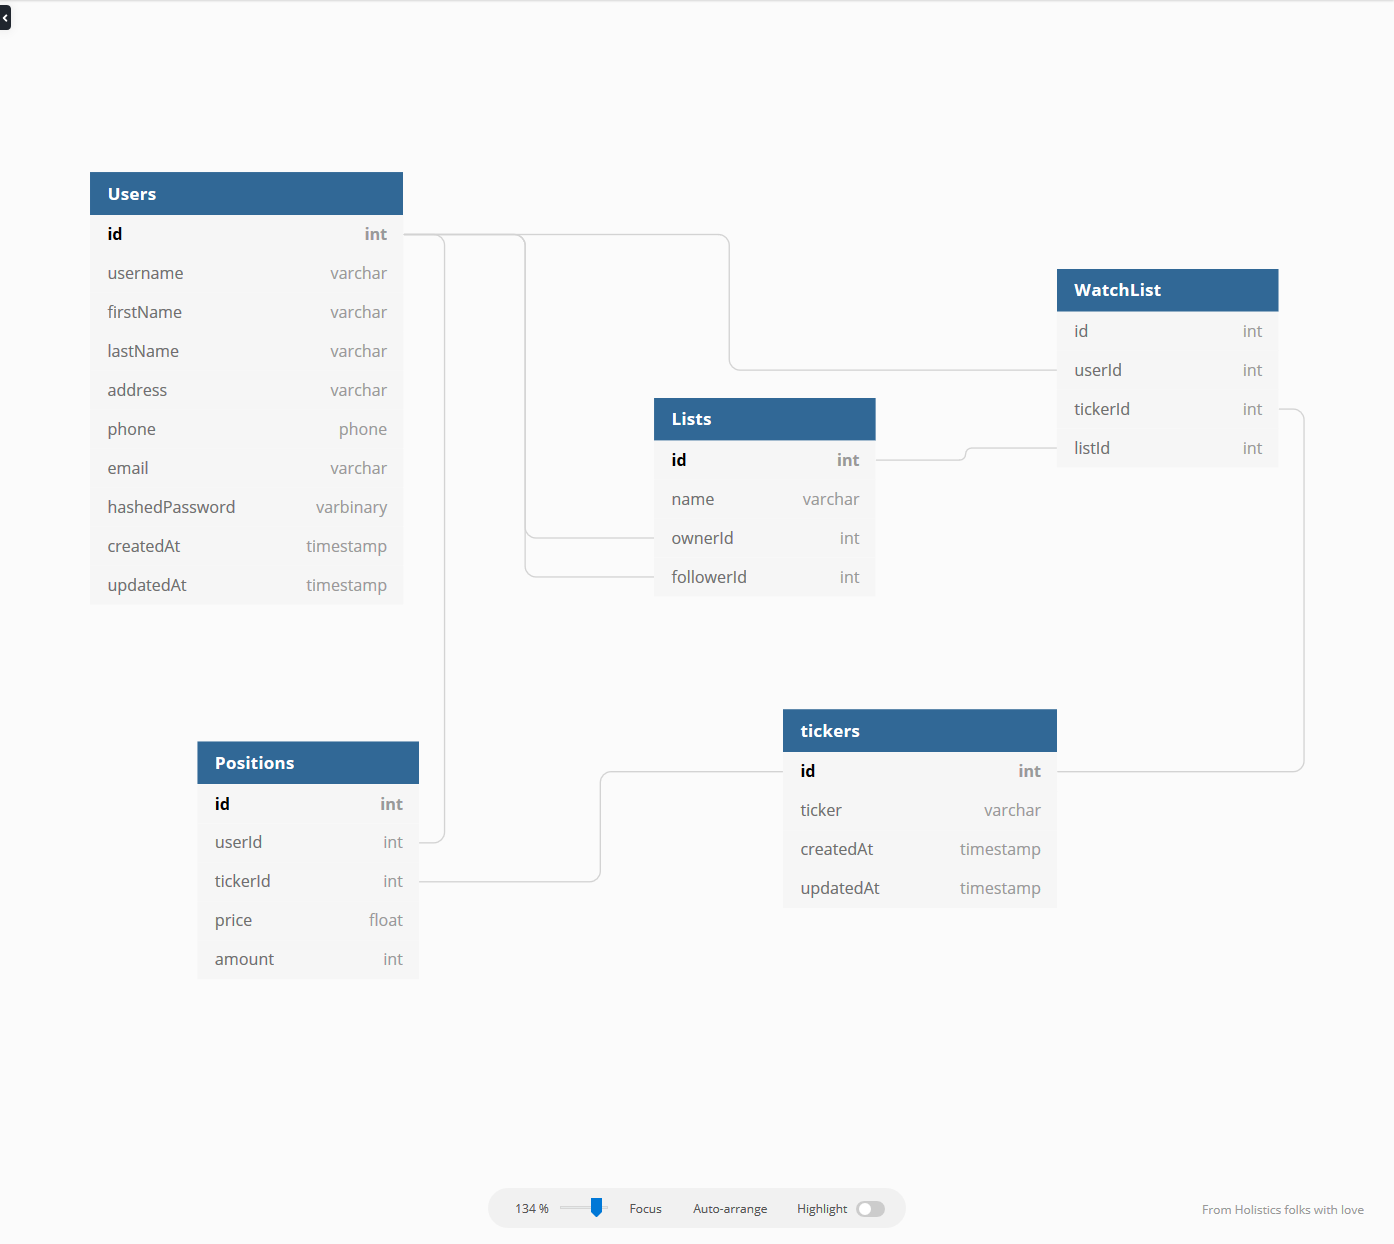 Users
id int
username varchar
firstName varchar
lastName varchar
address varchar
phone phone
email varchar
hashedPassword varbinary
createdAt timestamp
updatedAt timestamp
WatchList
id int
userId int
tickerId int
listId int
Lists
id int
name varchar
ownerId int
followerId int
Positions
id int
userId int
tickerId int
price float
amount int
tickers
id int
ticker varchar
createdAt timestamp
updatedAt timestamp
134 % Focus Auto-arrange Highlight
From Holistics folks with love